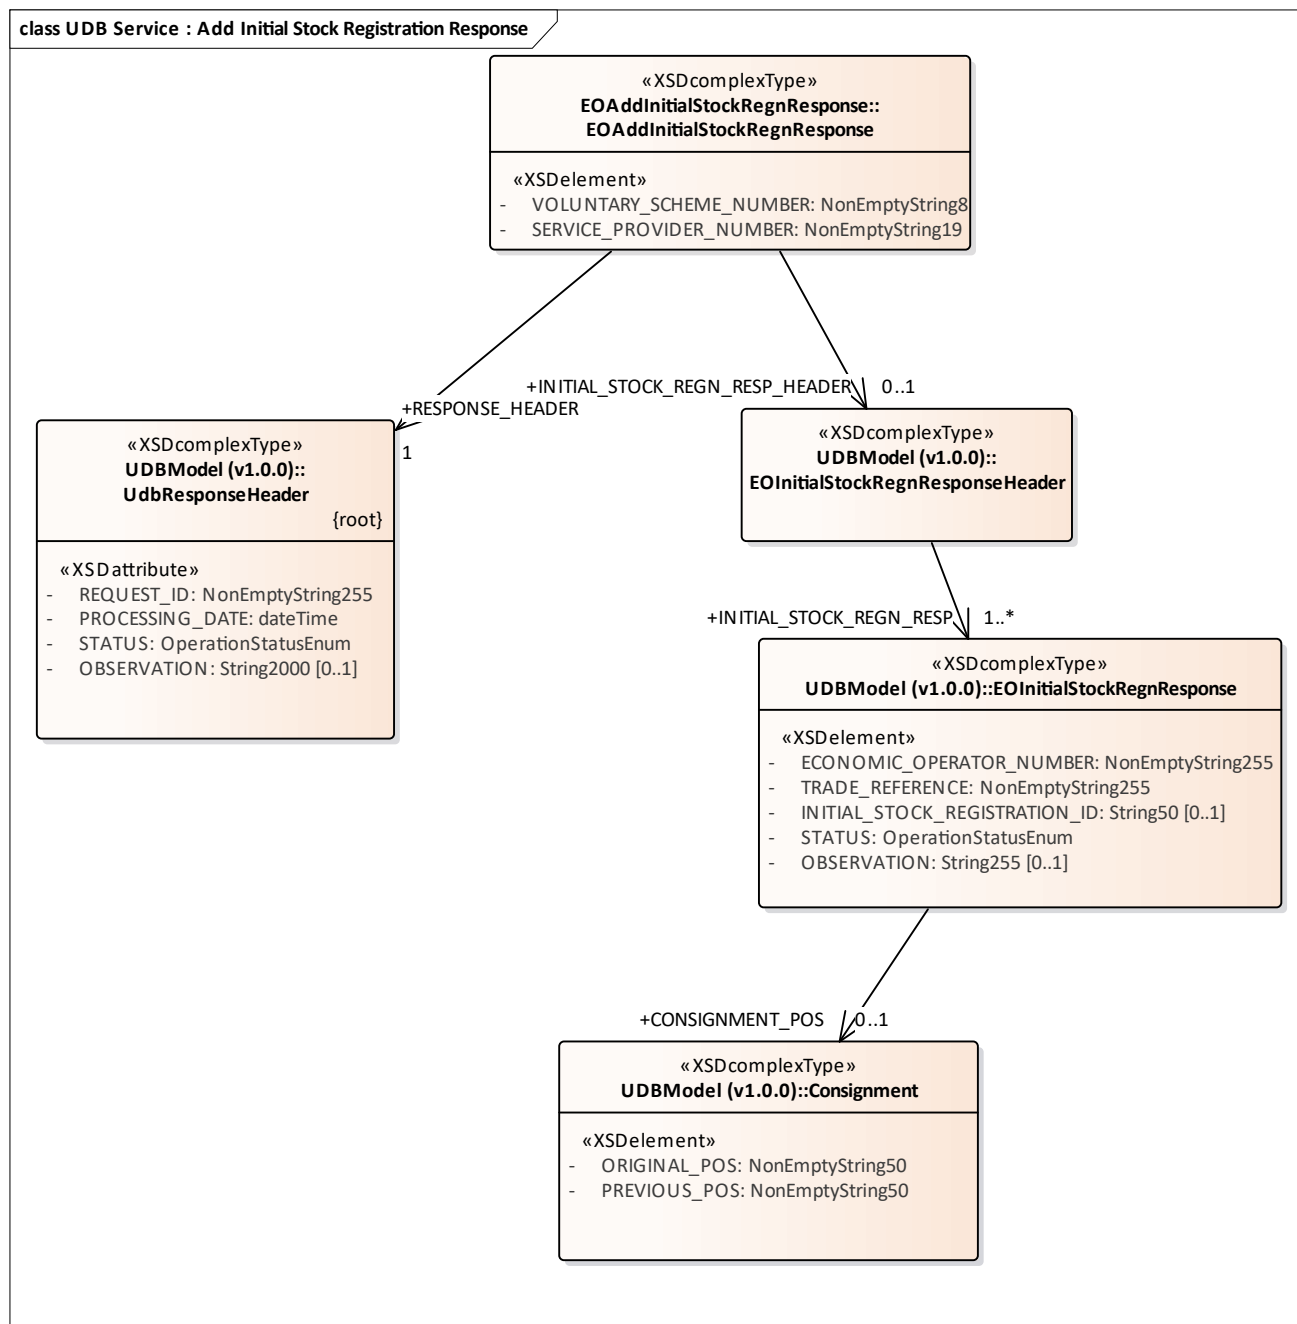 class UDB Service : Add Initial Stock Registration Response
«XSDcomplexType»
EOAddInitialStockRegnResponse::
EOAddInitialStockRegnResponse
«XSDelement»
- VOLUNTARY_SCHEME_NUMBER: NonEmptyString8
- SERVICE_PROVIDER_NUMBER: NonEmptyString19
+INITIAL_STOCK_REGN_RESP_HEADER 0..1
+RESPONSE_HEADER
1
«XSDcomplexType»
UDBModel (v1.0.0)::
UdbResponseHeader
{root}
«XSDattribute»
- REQUEST_ID: NonEmptyString255
- PROCESSING_DATE: dateTime
- STATUS: OperationStatusEnum
- OBSERVATION: String2000 [0..1]
«XSDcomplexType»
UDBModel (v1.0.0)::
EOInitialStockRegnResponseHeader
+INITIAL_STOCK_REGN_RESP 1..*
«XSDcomplexType»
UDBModel (v1.0.0)::EOInitialStockRegnResponse
«XSDelement»
- ECONOMIC_OPERATOR_NUMBER: NonEmptyString255
- TRADE_REFERENCE: NonEmptyString255
- INITIAL_STOCK_REGISTRATION_ID: String50 [0..1]
- STATUS: OperationStatusEnum
- OBSERVATION: String255 [0..1]
+CONSIGNMENT_POS 0..1
«XSDcomplexType»
UDBModel (v1.0.0)::Consignment
«XSDelement»
- ORIGINAL_POS: NonEmptyString50
- PREVIOUS_POS: NonEmptyString50